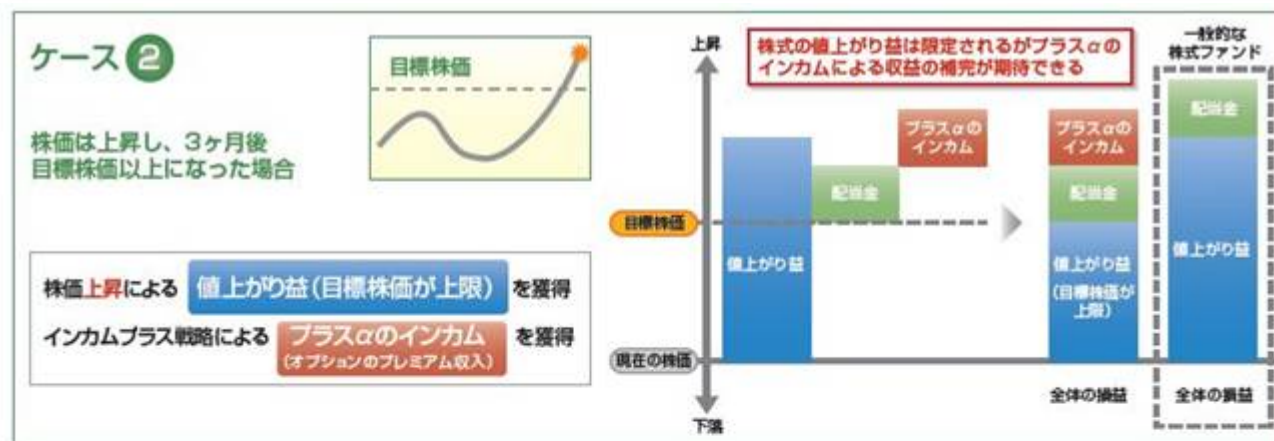 ケース2
株価は上昇し、3ヶ月後
目標株価以上になった場合
目標株価
株価上昇による 値上がり益(目標株価が上限) を獲得
インカムプラス戦略による プラスαのインカム を獲得
(オプションのプレミアム収入)
上昇
株式の値上がり益は限定されるがプラスαの
インカムによる収益の補完が期待できる
目標株価
現在の株価
下落
値上がり益
配当金
プラスαの
インカム
プラスαの
インカム
配当金
値上がり益
(目標株価が
上限)
全体の損益
一般的な
株式ファンド
配当金
値上がり益
全体の損益